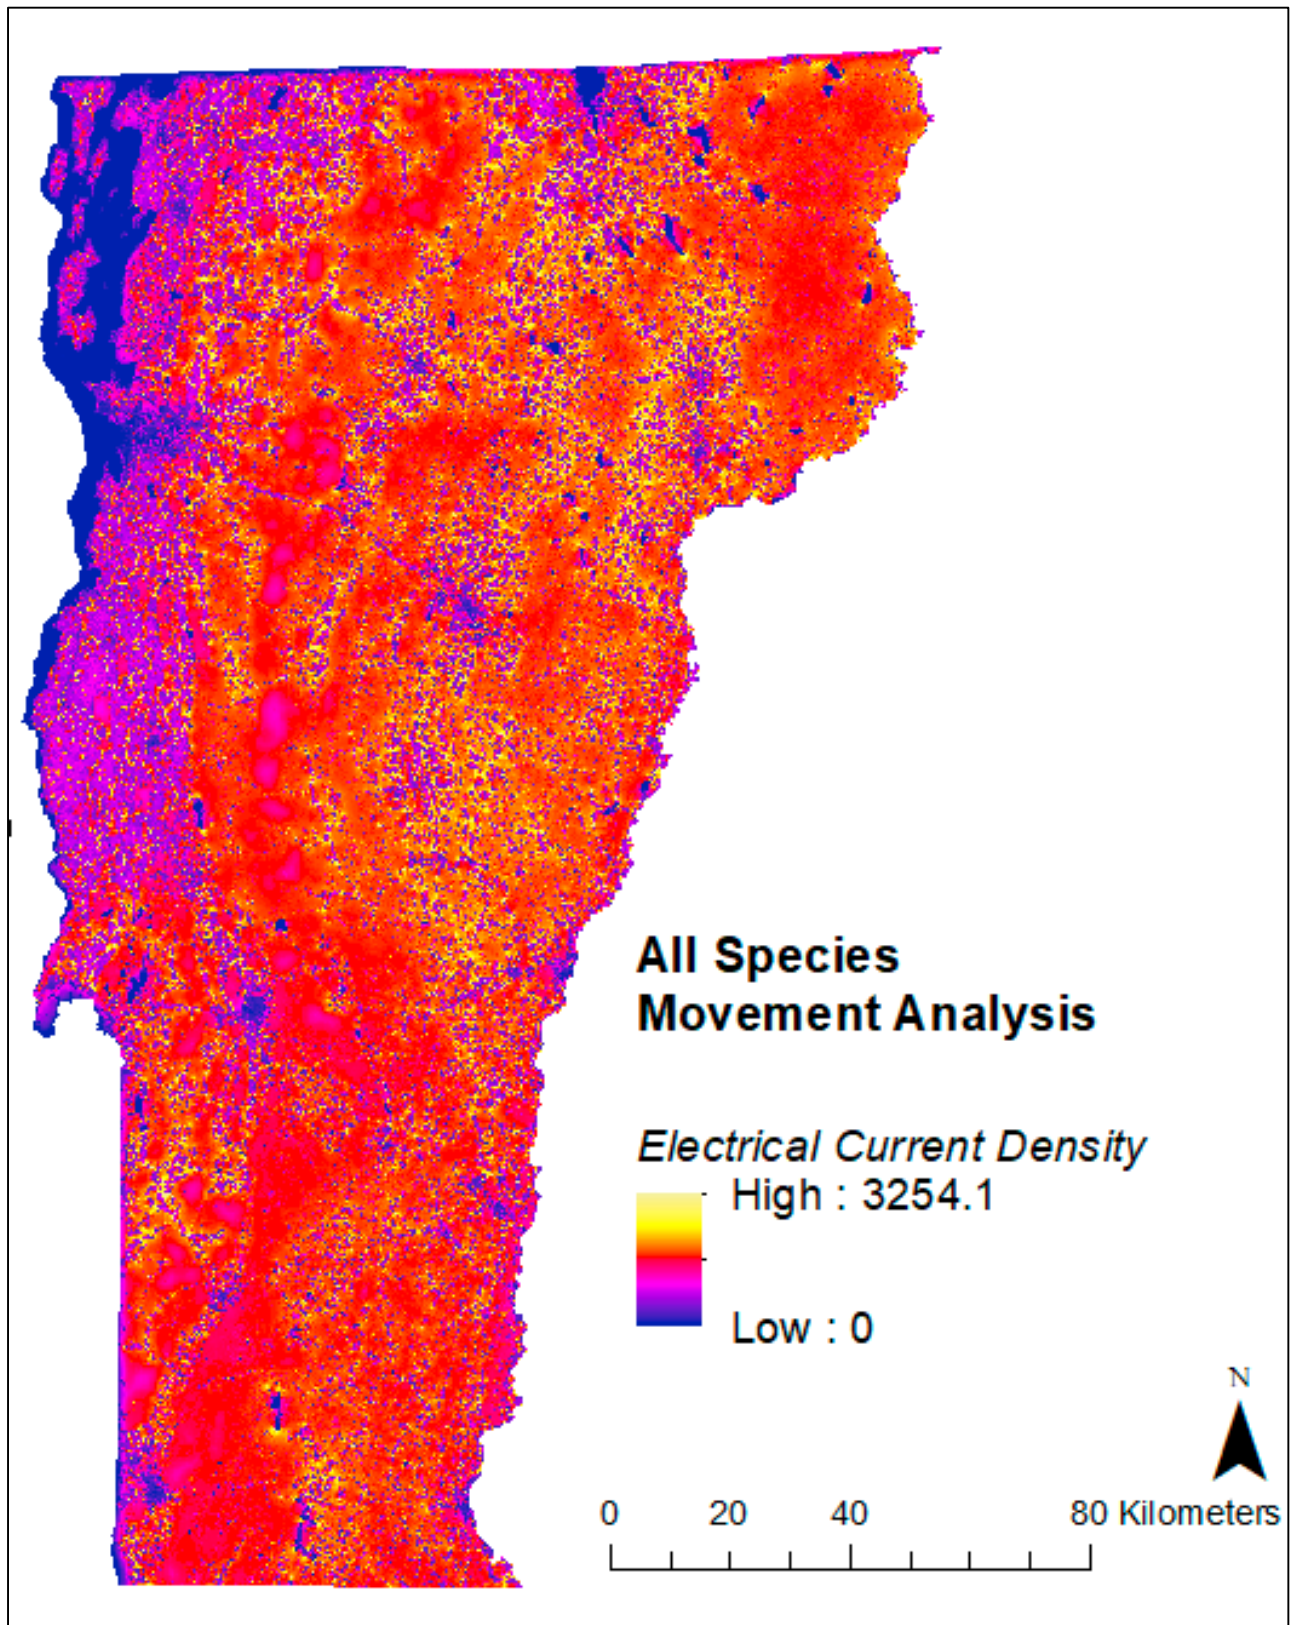 All Species
Movement Analysis
Electrical Current Density
High : 3254.1
Low : 0
N
0 20 40 80 Kilometers